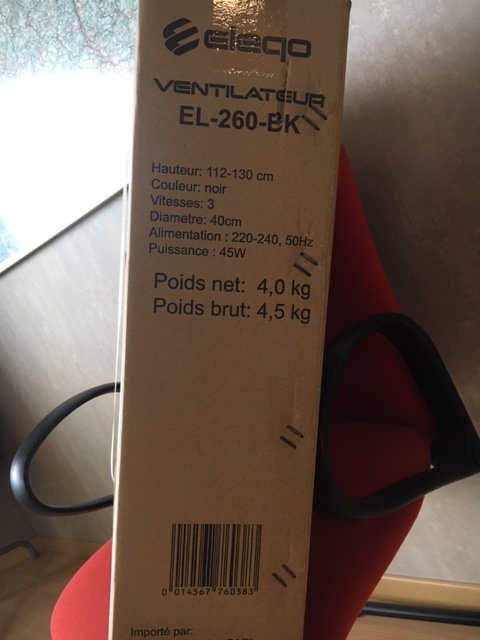 eleqo
VENTILATEUR
EL-260-BK
Hauteur: 112-130 cm
Couleur: noir
Vitesses: 3
Diametre: 40cm
Alimentation : 220-240, 50Hz
Puissance : 45W
Poids net: 4,0 kg
Poids brut: 4,5 kg
0 014567 760383
Importé par: